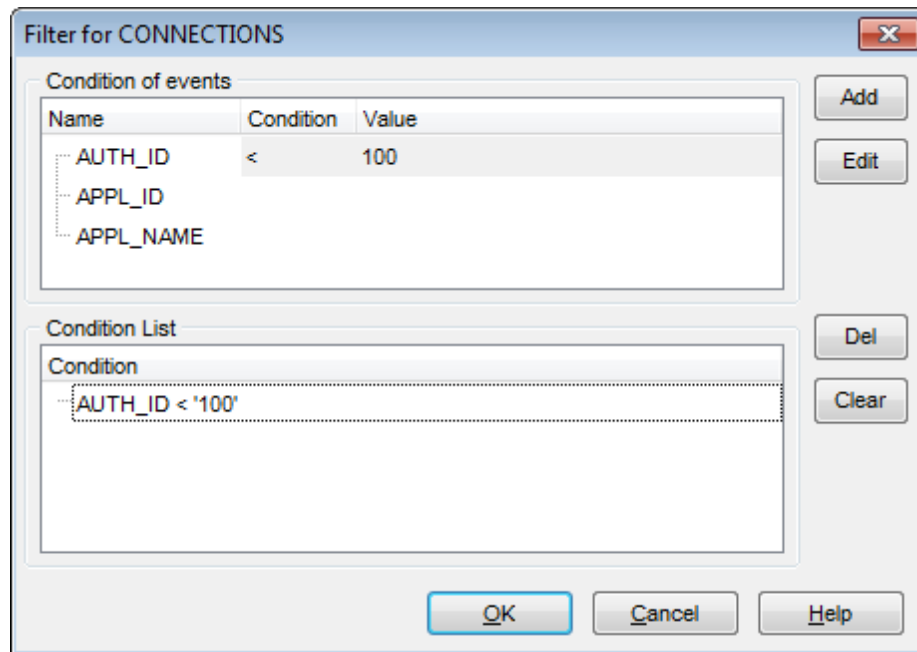 Filter for CONNECTIONS
Condition of events
Name Condition Value
AUTH_ID < 100
APPL_ID
APPL_NAME
Add
Edit
Condition List
Condition
AUTH_ID < '100'
Del
Clear
OK Cancel Help